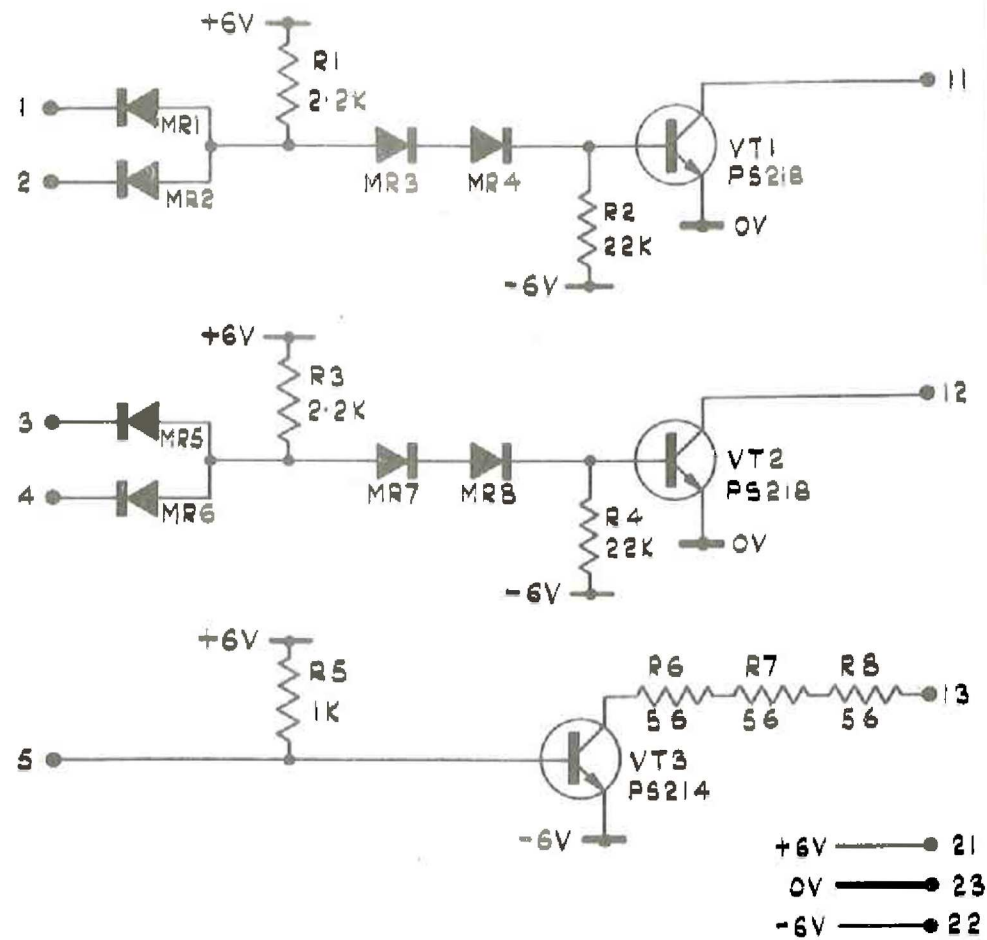 +6V
R1
2·2K
1
MR1
2
MR2
MR3
MR4
11
VT1
PS218
0V
R2
22K
-6V
+6V
R3
2·2K
3
MR5
4
MR6
MR7
MR8
12
VT2
PS218
0V
R4
22K
-6V
+6V
R5
1K
5
R6
R7
R8
56
56
56
13
VT3
PS214
-6V
+6V 21
0V 23
-6V 22